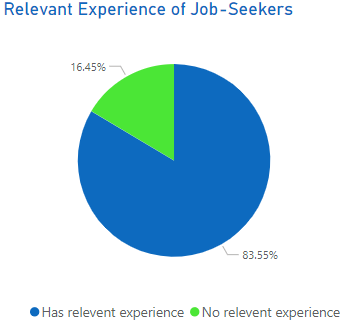 Relevant Experience of Job-Seekers
16.45%
83.55%
Has relevent experience No relevent experience